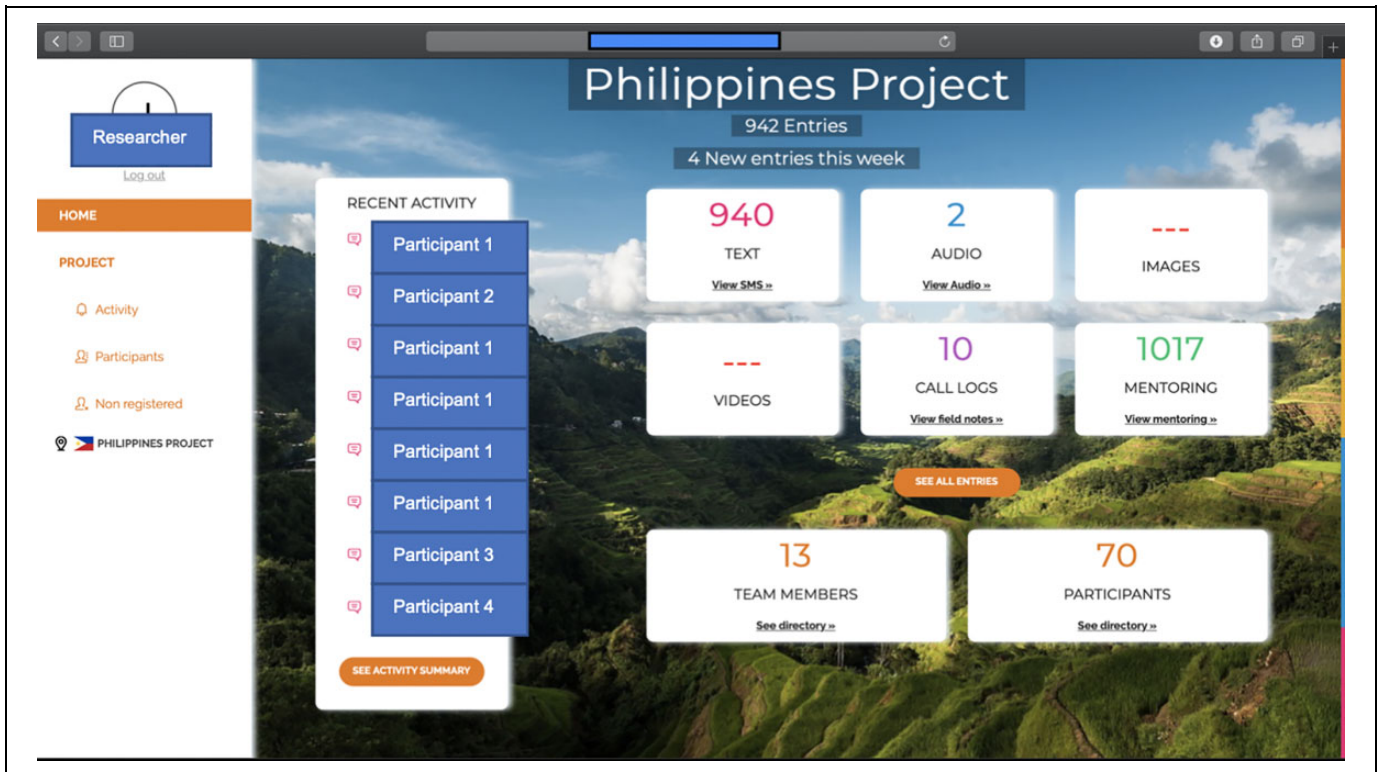 Philippines Project
942 Entries
4 New entries this week
Researcher
Log out
HOME
PROJECT
Activity
Participants
Non registered
PHILIPPINES PROJECT
RECENT ACTIVITY
Participant 1
Participant 2
Participant 1
Participant 1
Participant 1
Participant 1
Participant 3
Participant 4
SEE ACTIVITY SUMMARY
940
TEXT
View SMS »
2
AUDIO
View Audio »
---
IMAGES
---
VIDEOS
10
CALL LOGS
View field notes »
1017
MENTORING
View mentoring »
SEE ALL ENTRIES
13
TEAM MEMBERS
See directory »
70
PARTICIPANTS
See directory »